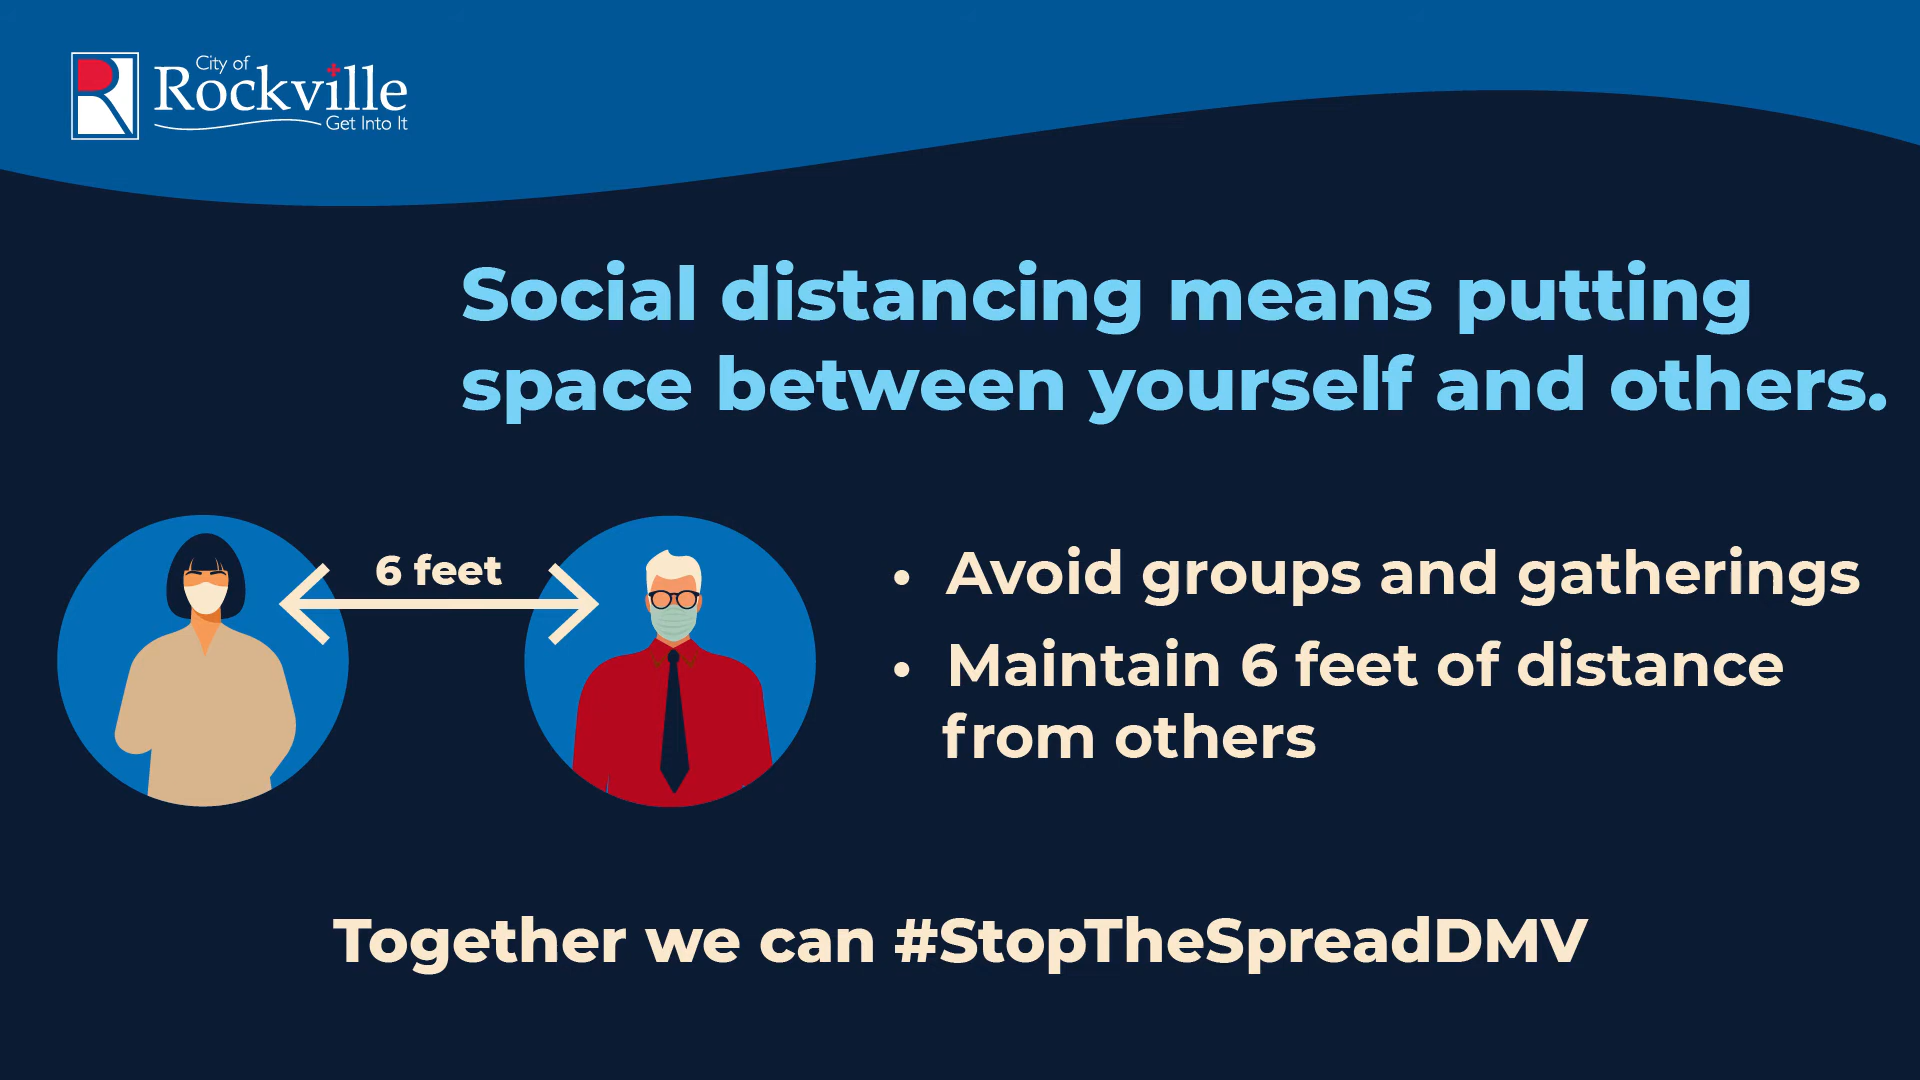 City of
Rockville
Get Into It
Social distancing means putting
space between yourself and others.
6 feet
• Avoid groups and gatherings
• Maintain 6 feet of distance
from others
Together we can #StopTheSpreadDMV